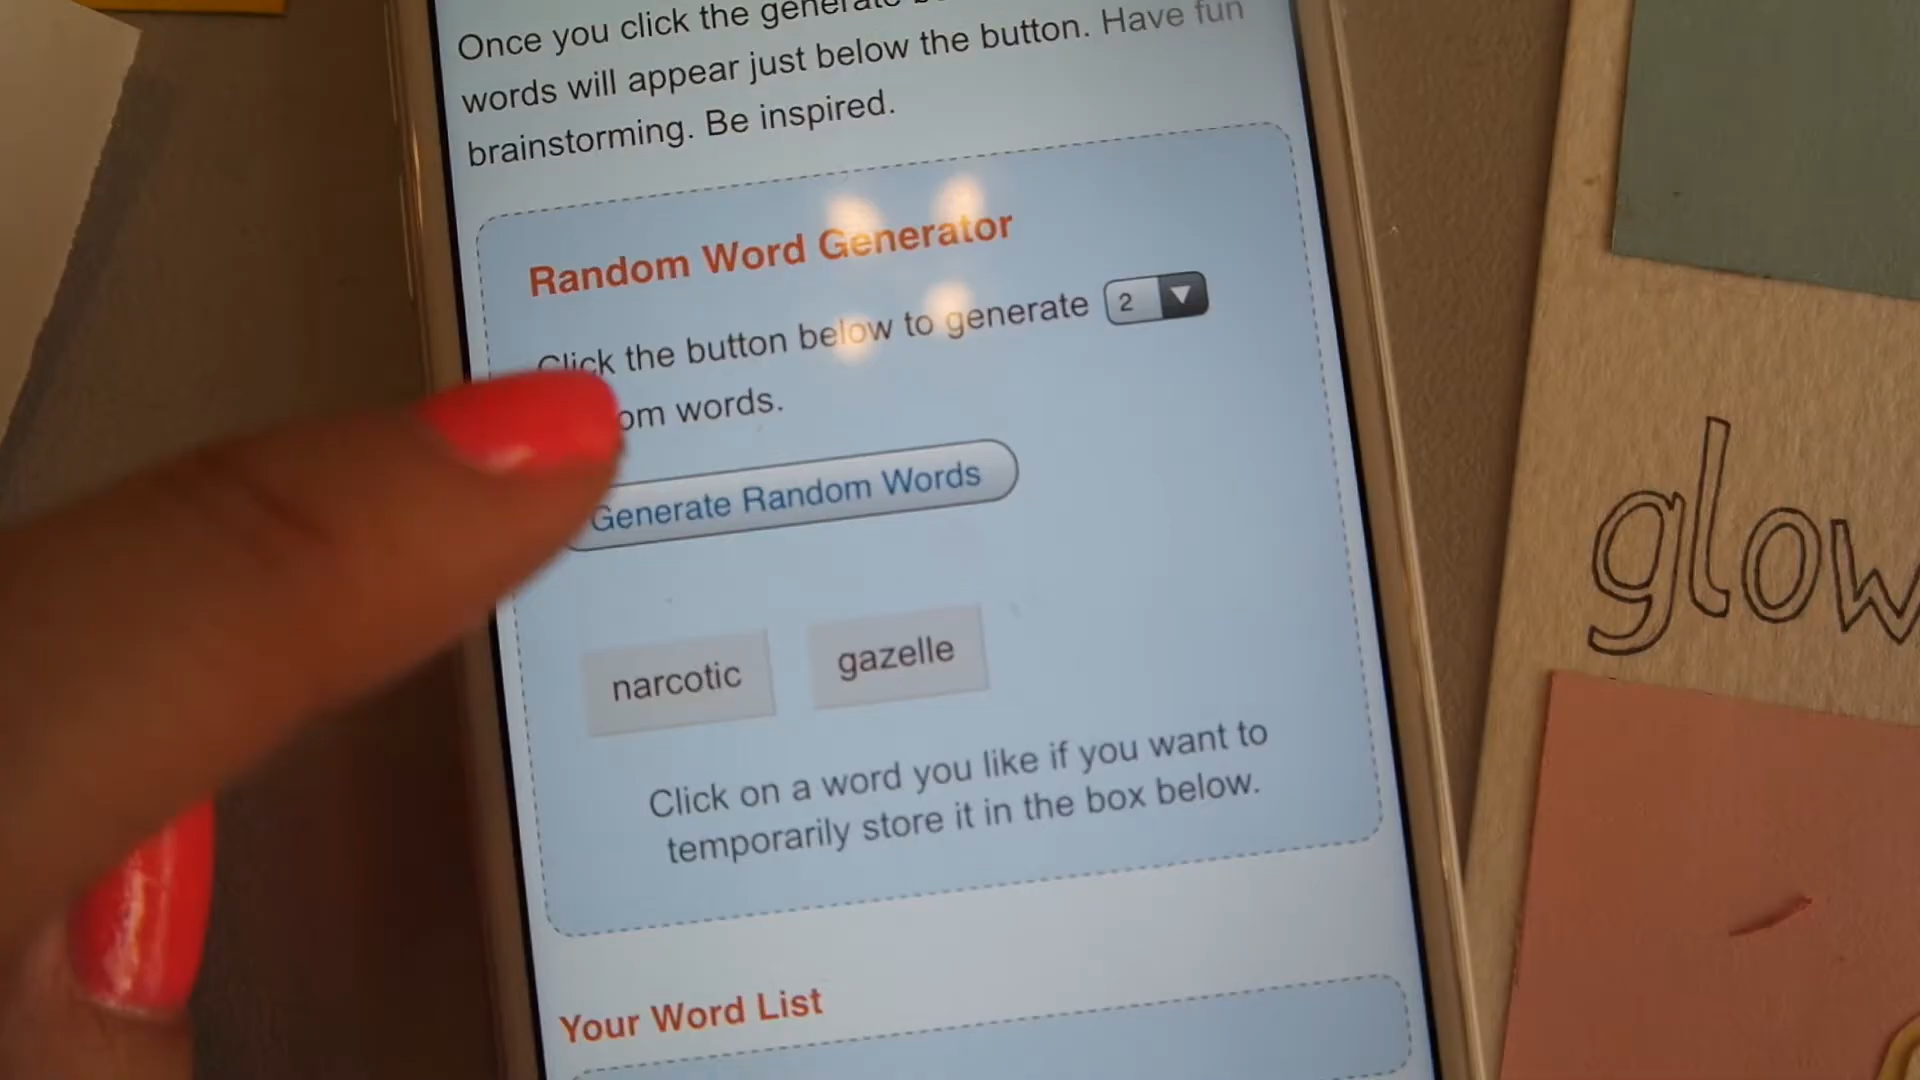 Once you click the generate
words will appear just below the button. Have fun
brainstorming. Be inspired.
Random Word Generator
Click the button below to generate 2
words.
Generate Random Words
narcotic gazelle
Click on a word you like if you want to
temporarily store it in the box below.
Your Word List
glow